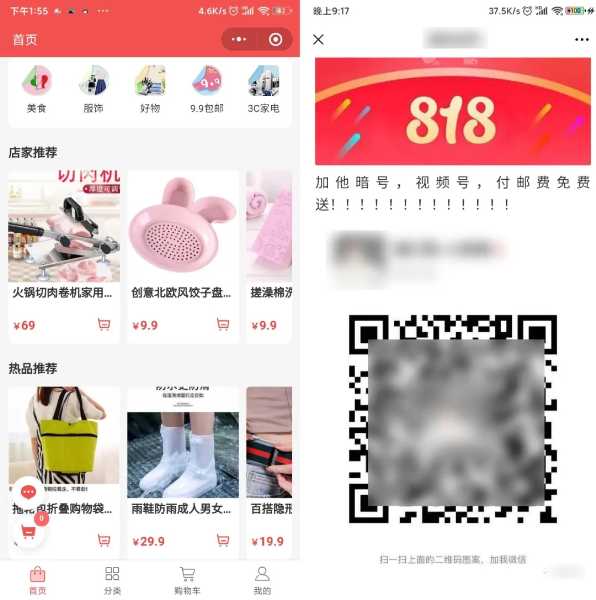 下午1:55
4.6K/s
首页
美食
服饰
好物
9.9包邮
3C家电
店家推荐
切肉机
火锅切肉卷机家用...
创意北欧风饺子盘...
搓澡棉洗
¥69
¥9.9
¥9.9
热品推荐
雨鞋防雨成人男女...
百搭隐形
0
¥29.9
¥19.9
首页
分类
购物车
我的
晚上9:17
37.5K/s
100
818
加他暗号，视频号，付邮费免费
送！！！！！！！！！！！！！
扫一扫上面的二维码图案，加我微信